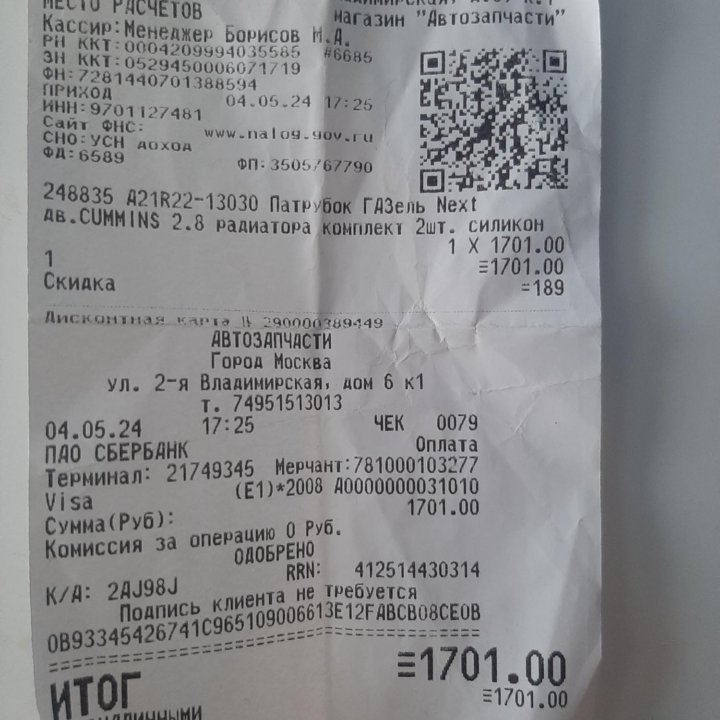 МЕСТО РАСЧЕТОВ
магазин "Автозапчасти"
Кассир:Менеджер Борисов М.А.
РН ККТ:0004209994035585 #6685
ЗН ККТ:0529450006071719
ФН:7281440701388594
ПРИХОД 04.05.24 17:25
ИНН:9701127481
Сайт ФНС: www.nalog.gov.ru
СНО:УСН доход
ФД:6589 ФП:3505767790
248835 A21R22-13030 Патрубок ГАЗель Next
дв.CUMMINS 2.8 радиатора комплект 2шт. силикон
1 X 1701.00
1 ≡1701.00
Скидка =189
Дисконтная карта № 290000389449
АВТОЗАПЧАСТИ
Город Москва
ул. 2-я Владимирская, дом 6 к1
т. 74951513013
04.05.24 17:25 ЧЕК 0079
ПАО СБЕРБАНК Оплата
Терминал: 21749345 Мерчант:781000103277
Visa (E1)*2008 A0000000031010
Сумма(Руб): 1701.00
Комиссия за операцию 0 Руб.
ОДОБРЕНО
К/А: 2AJ98J RRN: 412514430314
Подпись клиента не требуется
0B93345426741C965109006613E12FABCB08CE0B
==========================================
ИТОГ ≡1701.00
≡1701.00